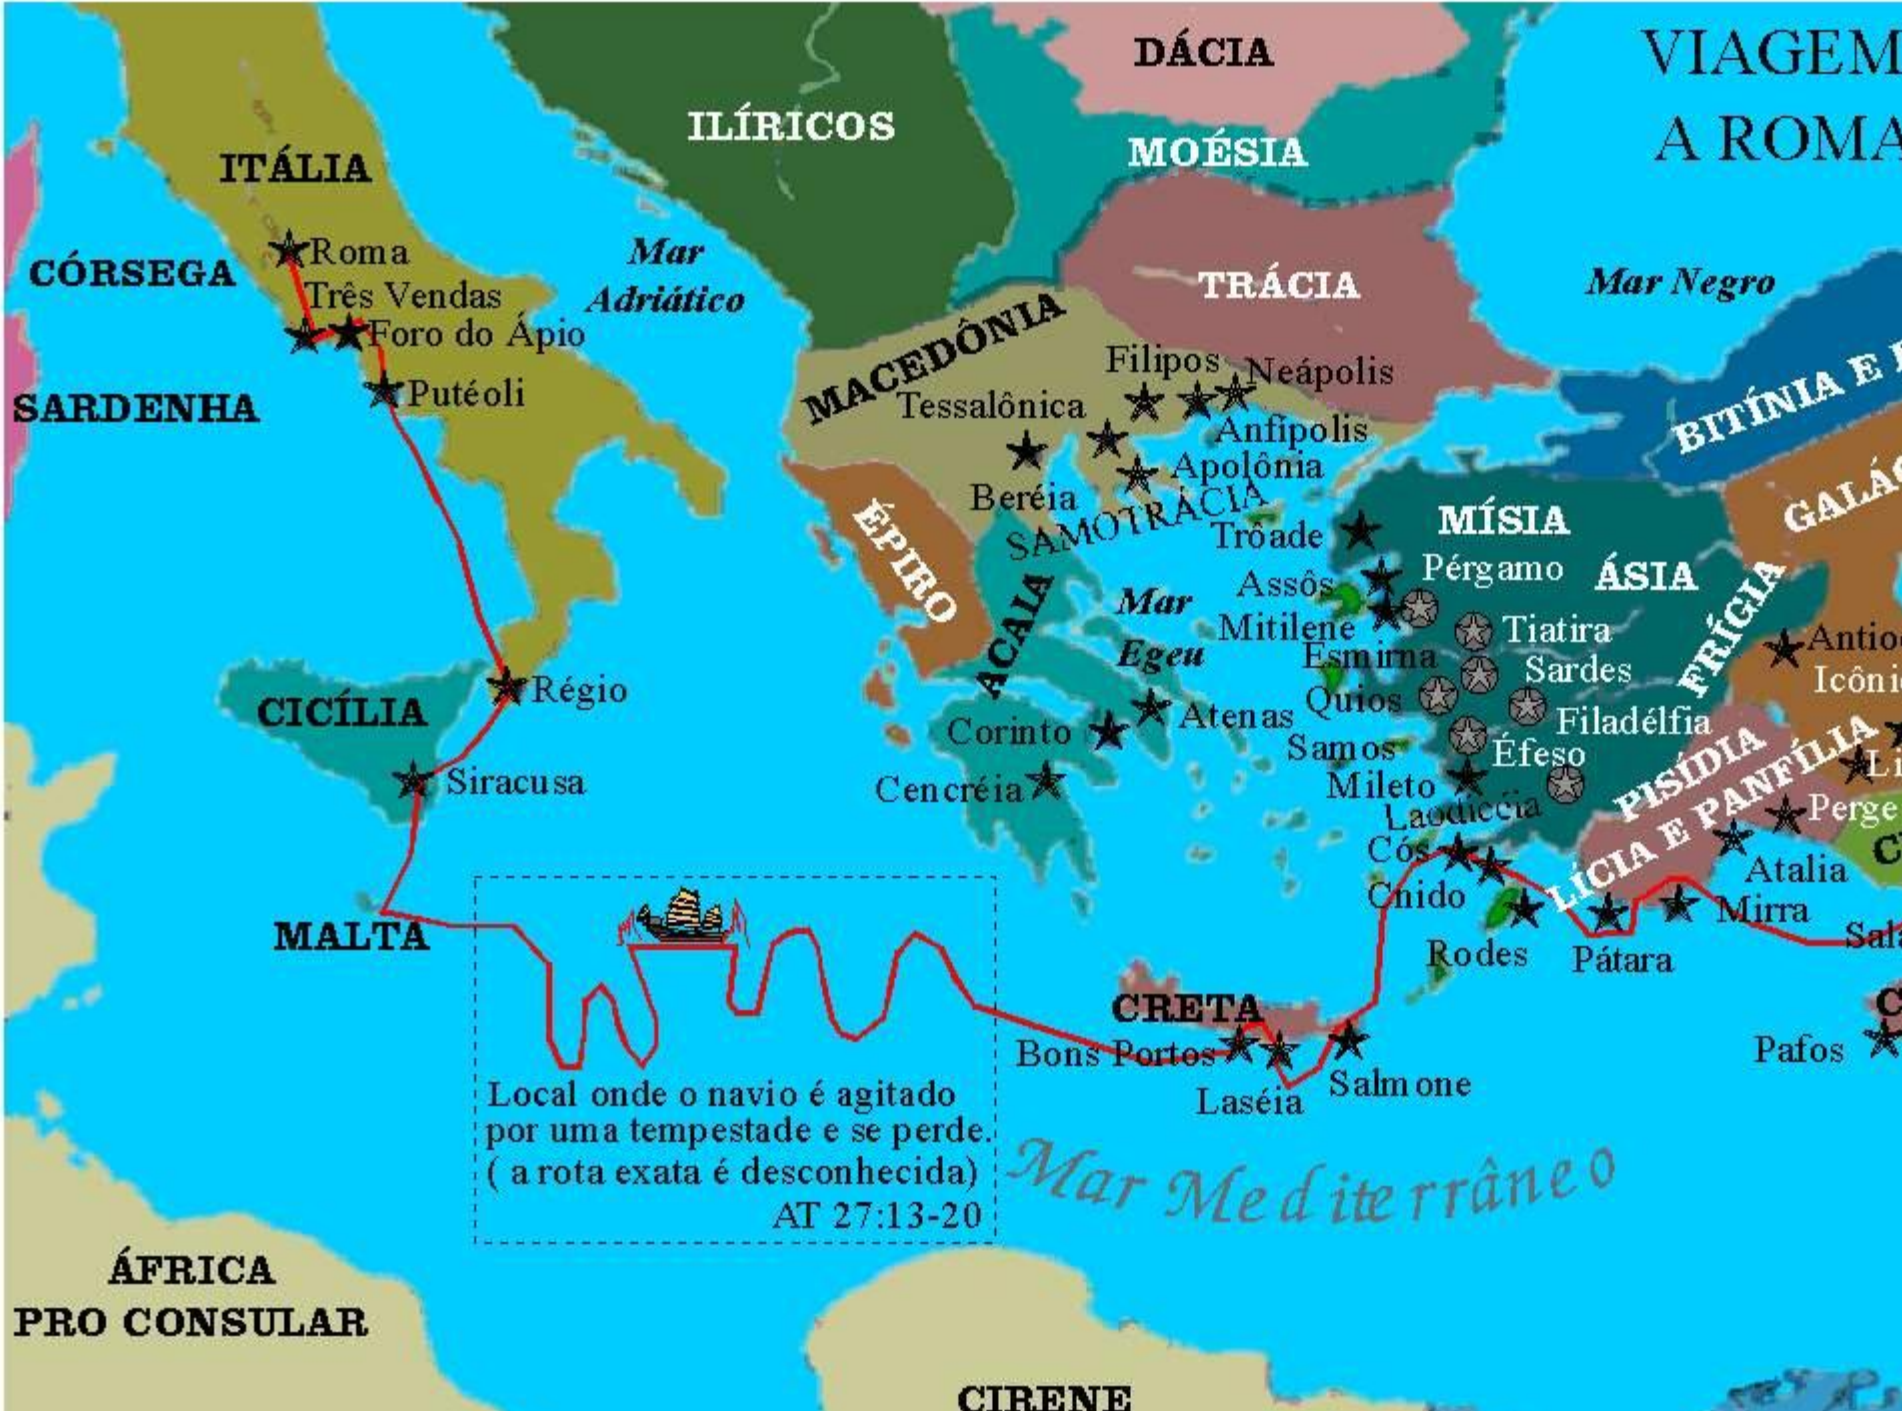 VIAGEM
A ROMA
DÁCIA
ILÍRICOS
MOÉSIA
ITÁLIA
Roma
CÓRSEGA
Mar
Adriático
TRÁCIA
Mar Negro
Três Vendas
Foro do Ápio
Putéoli
SARDENHA
MACEDÔNIA
Filipos
Neápolis
Tessalônica
Anfípolis
Apolônia
Beréia
SAMOTRÁCIA
BITÍNIA E
ÉPIRO
Trôade
MÍSIA
Assôs
Pérgamo
ÁSIA
Mar
Egeu
Mitilene
Tiatira
FRÍGIA
ACAIA
Esmirna
Sardes
Régio
CICÍLIA
Quios
Filadélfia
Corinto
Atenas
Samos
Éfeso
Siracusa
Cencréia
Mileto
Laodiccia
PISÍDIA
LÍCIA E PANFÍLIA
Perge
Cós
Cnido
Atalia
MALTA
Rodes
Pátara
Mirra
CRETA
Bons Portos
Laséia
Salmone
Pafos
Local onde o navio é agitado
por uma tempestade e se perde.
( a rota exata é desconhecida)
AT 27:13-20
Mar Mediterrâneo
ÁFRICA
PRO CONSULAR
CIRENE